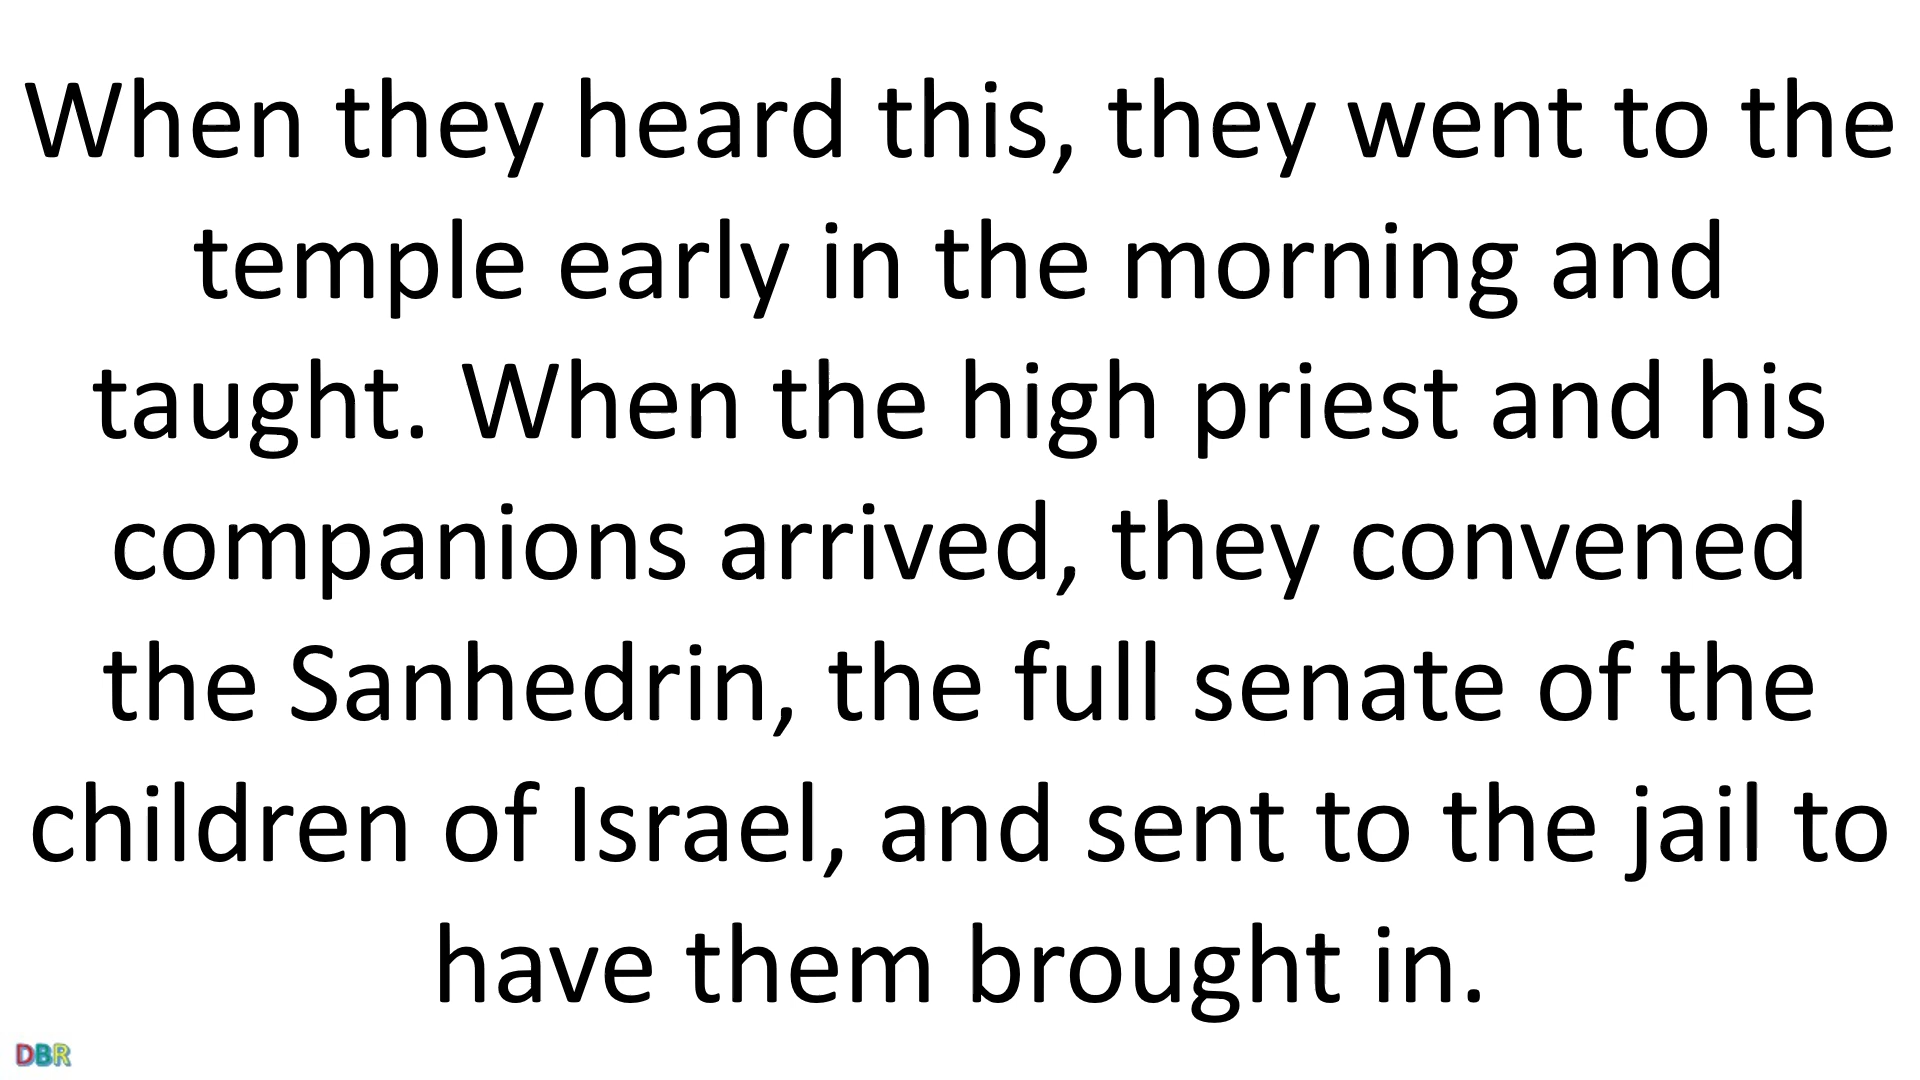 When they heard this, they went to the
temple early in the morning and
taught. When the high priest and his
companions arrived, they convened
the Sanhedrin, the full senate of the
children of Israel, and sent to the jail to
have them brought in.
DBR